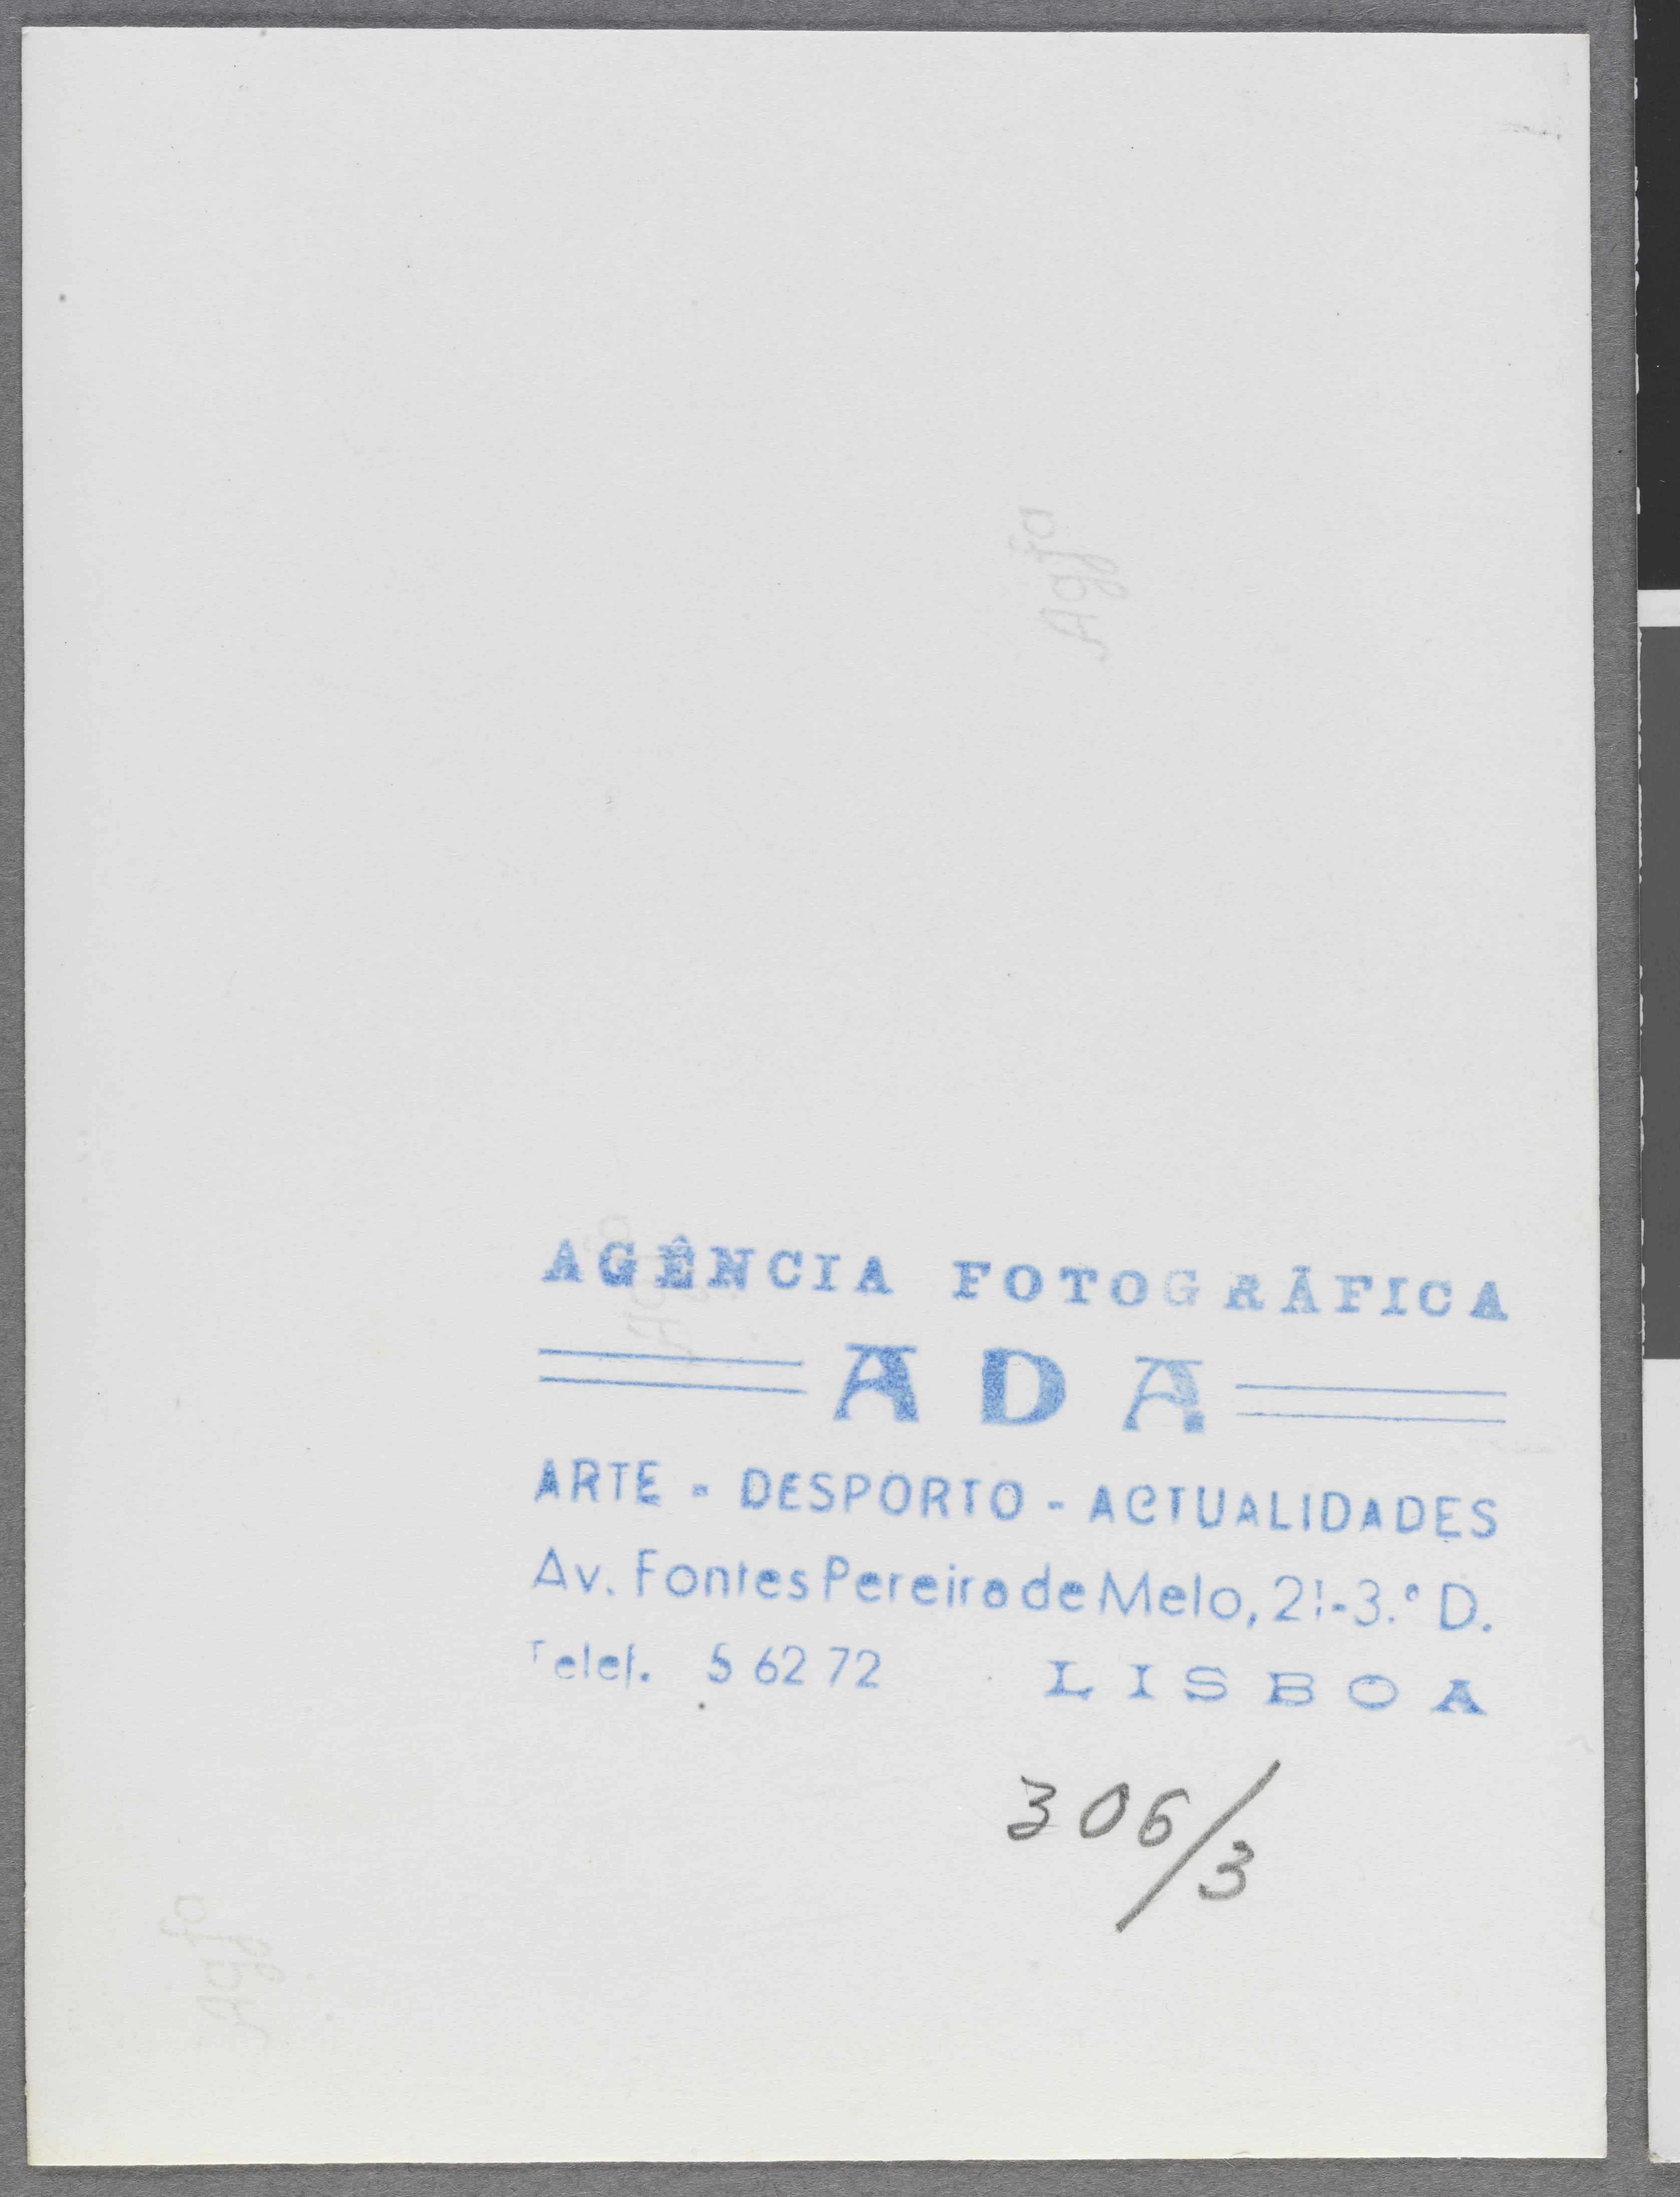 Agfa
AGÊNCIA FOTOGRÁFICA
Agfa
ADA
ARTE - DESPORTO - ACTUALIDADES
Av. Fontes Pereira de Melo, 21-3.º D.
Telef. 5 62 72 LISBOA
306/3
Agfa